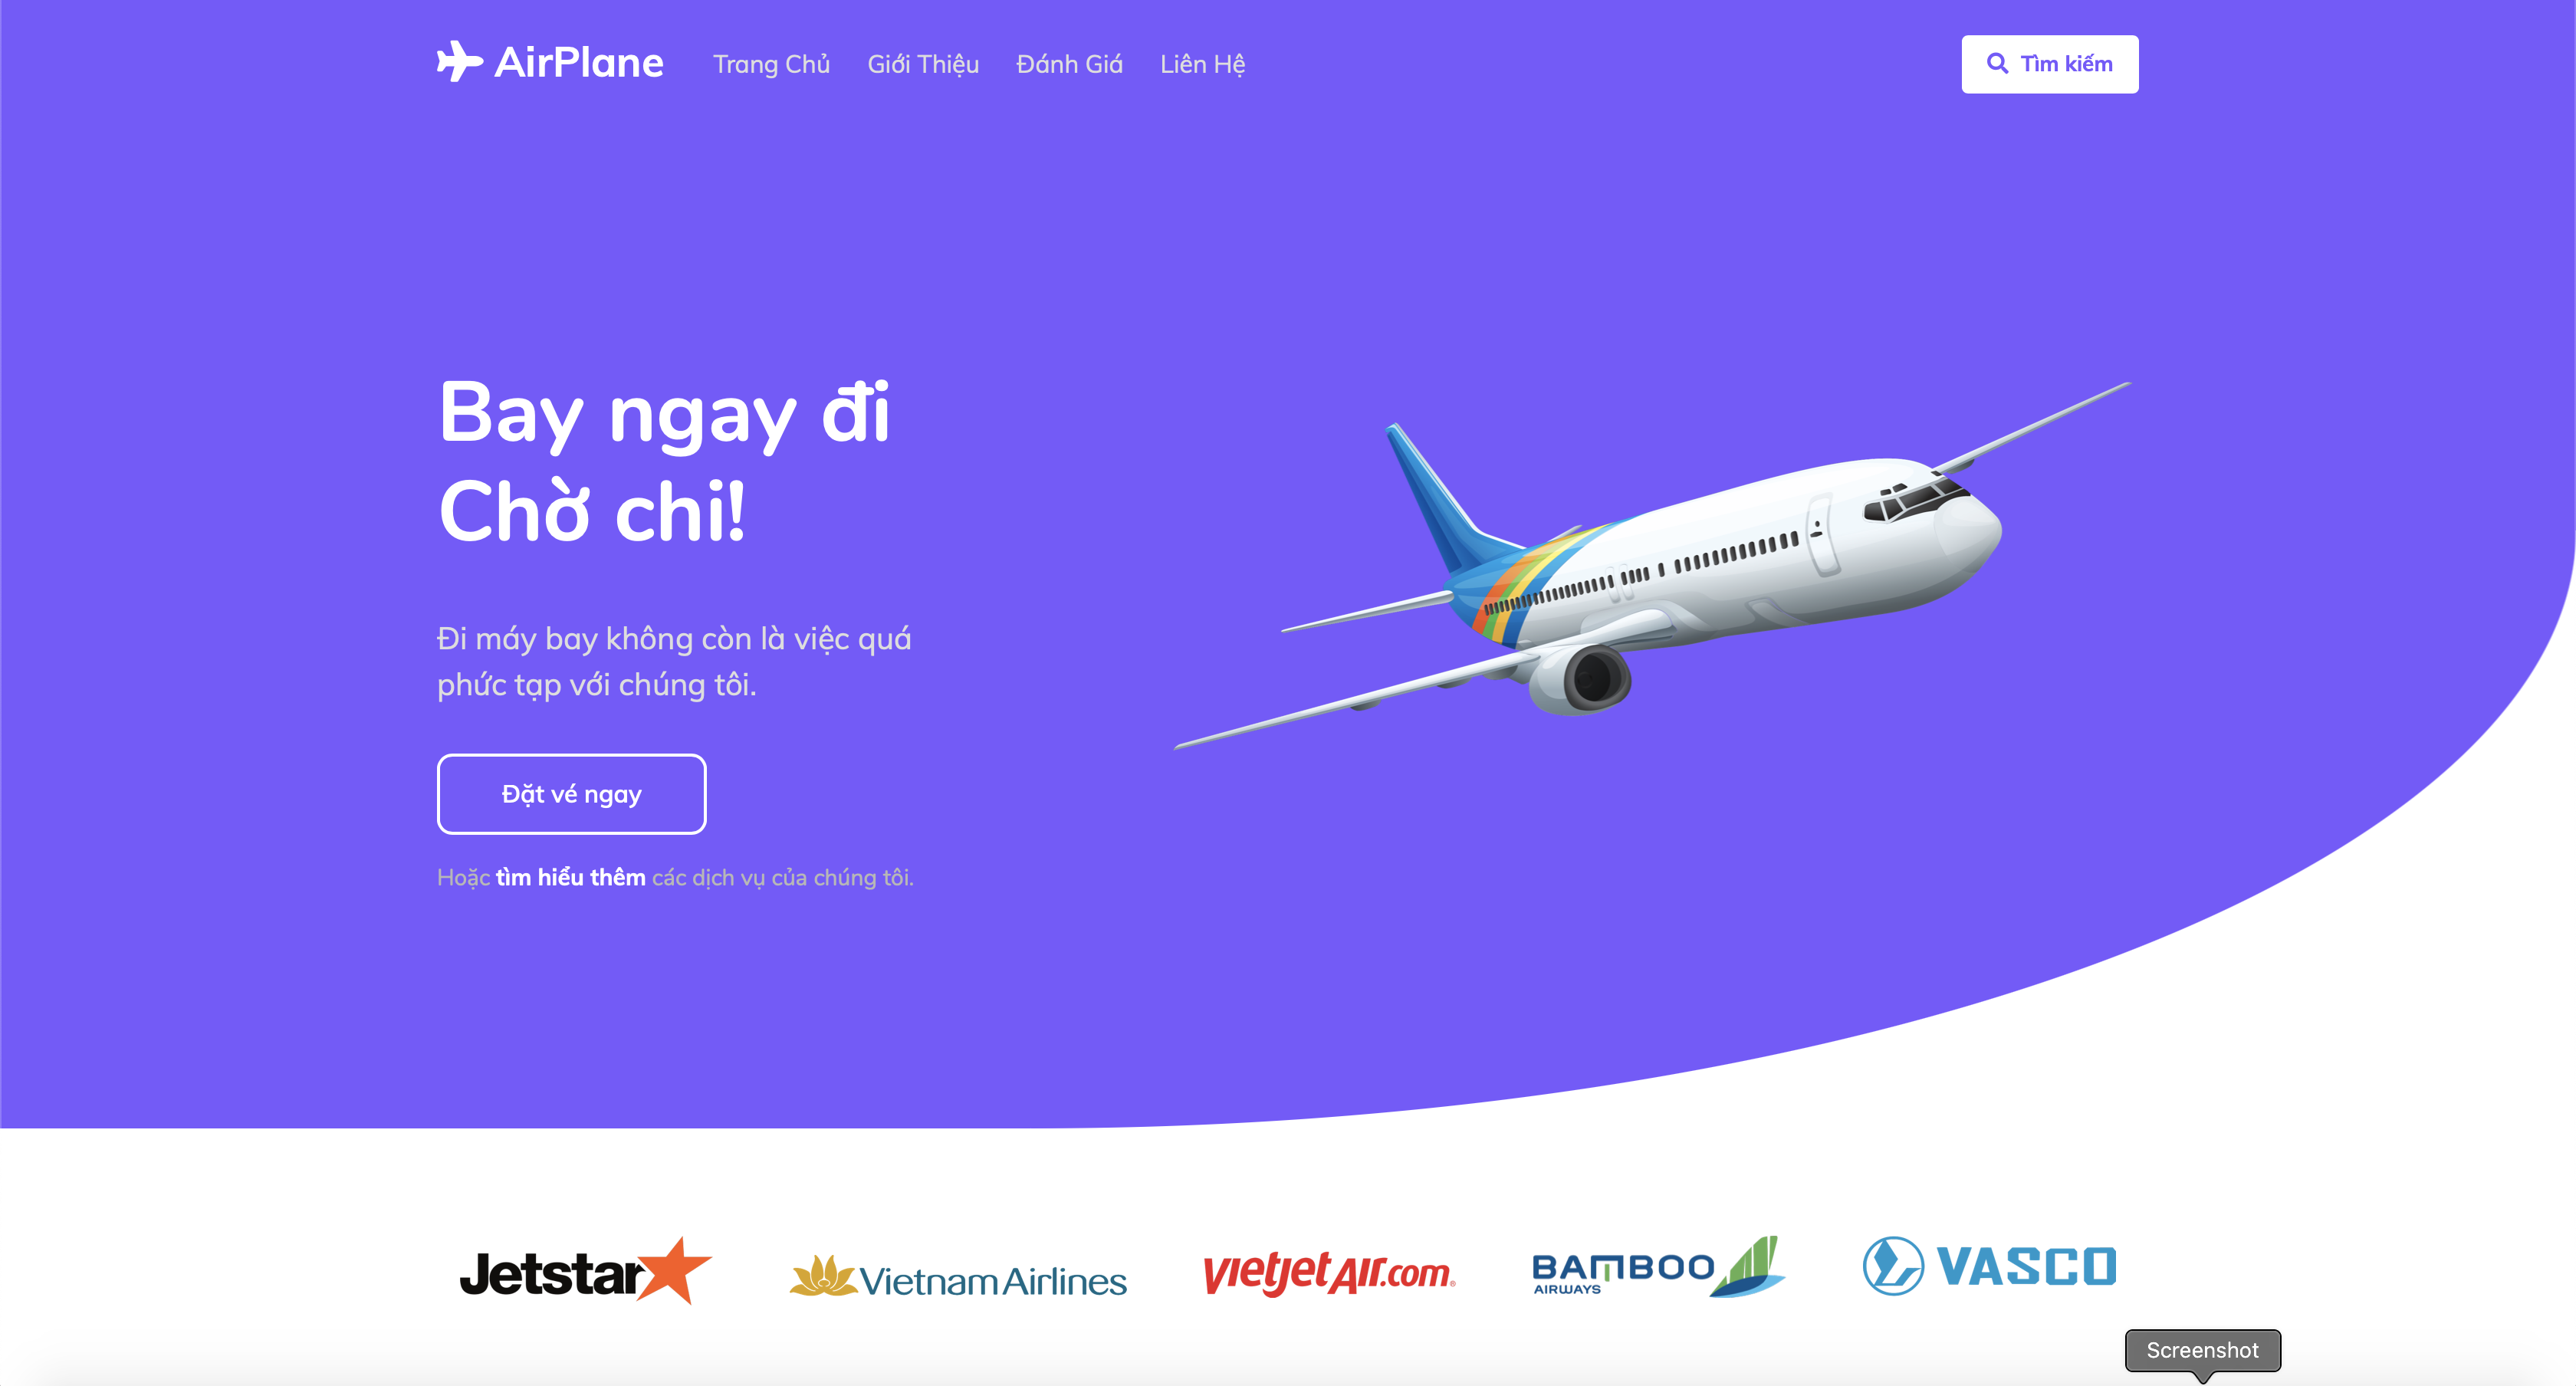 AirPlane
Trang Chủ
Giới Thiệu
Đánh Giá
Liên Hệ
Tìm kiếm
Bay ngay đi
Chờ chi!
Đi máy bay không còn là việc quá
phức tạp với chúng tôi.
Đặt vé ngay
Hoặc tìm hiểu thêm các dịch vụ của chúng tôi.
Jetstar
Vietnam Airlines
vietjetAir.com
BAMBOO
AIRWAYS
VASCO
Screenshot